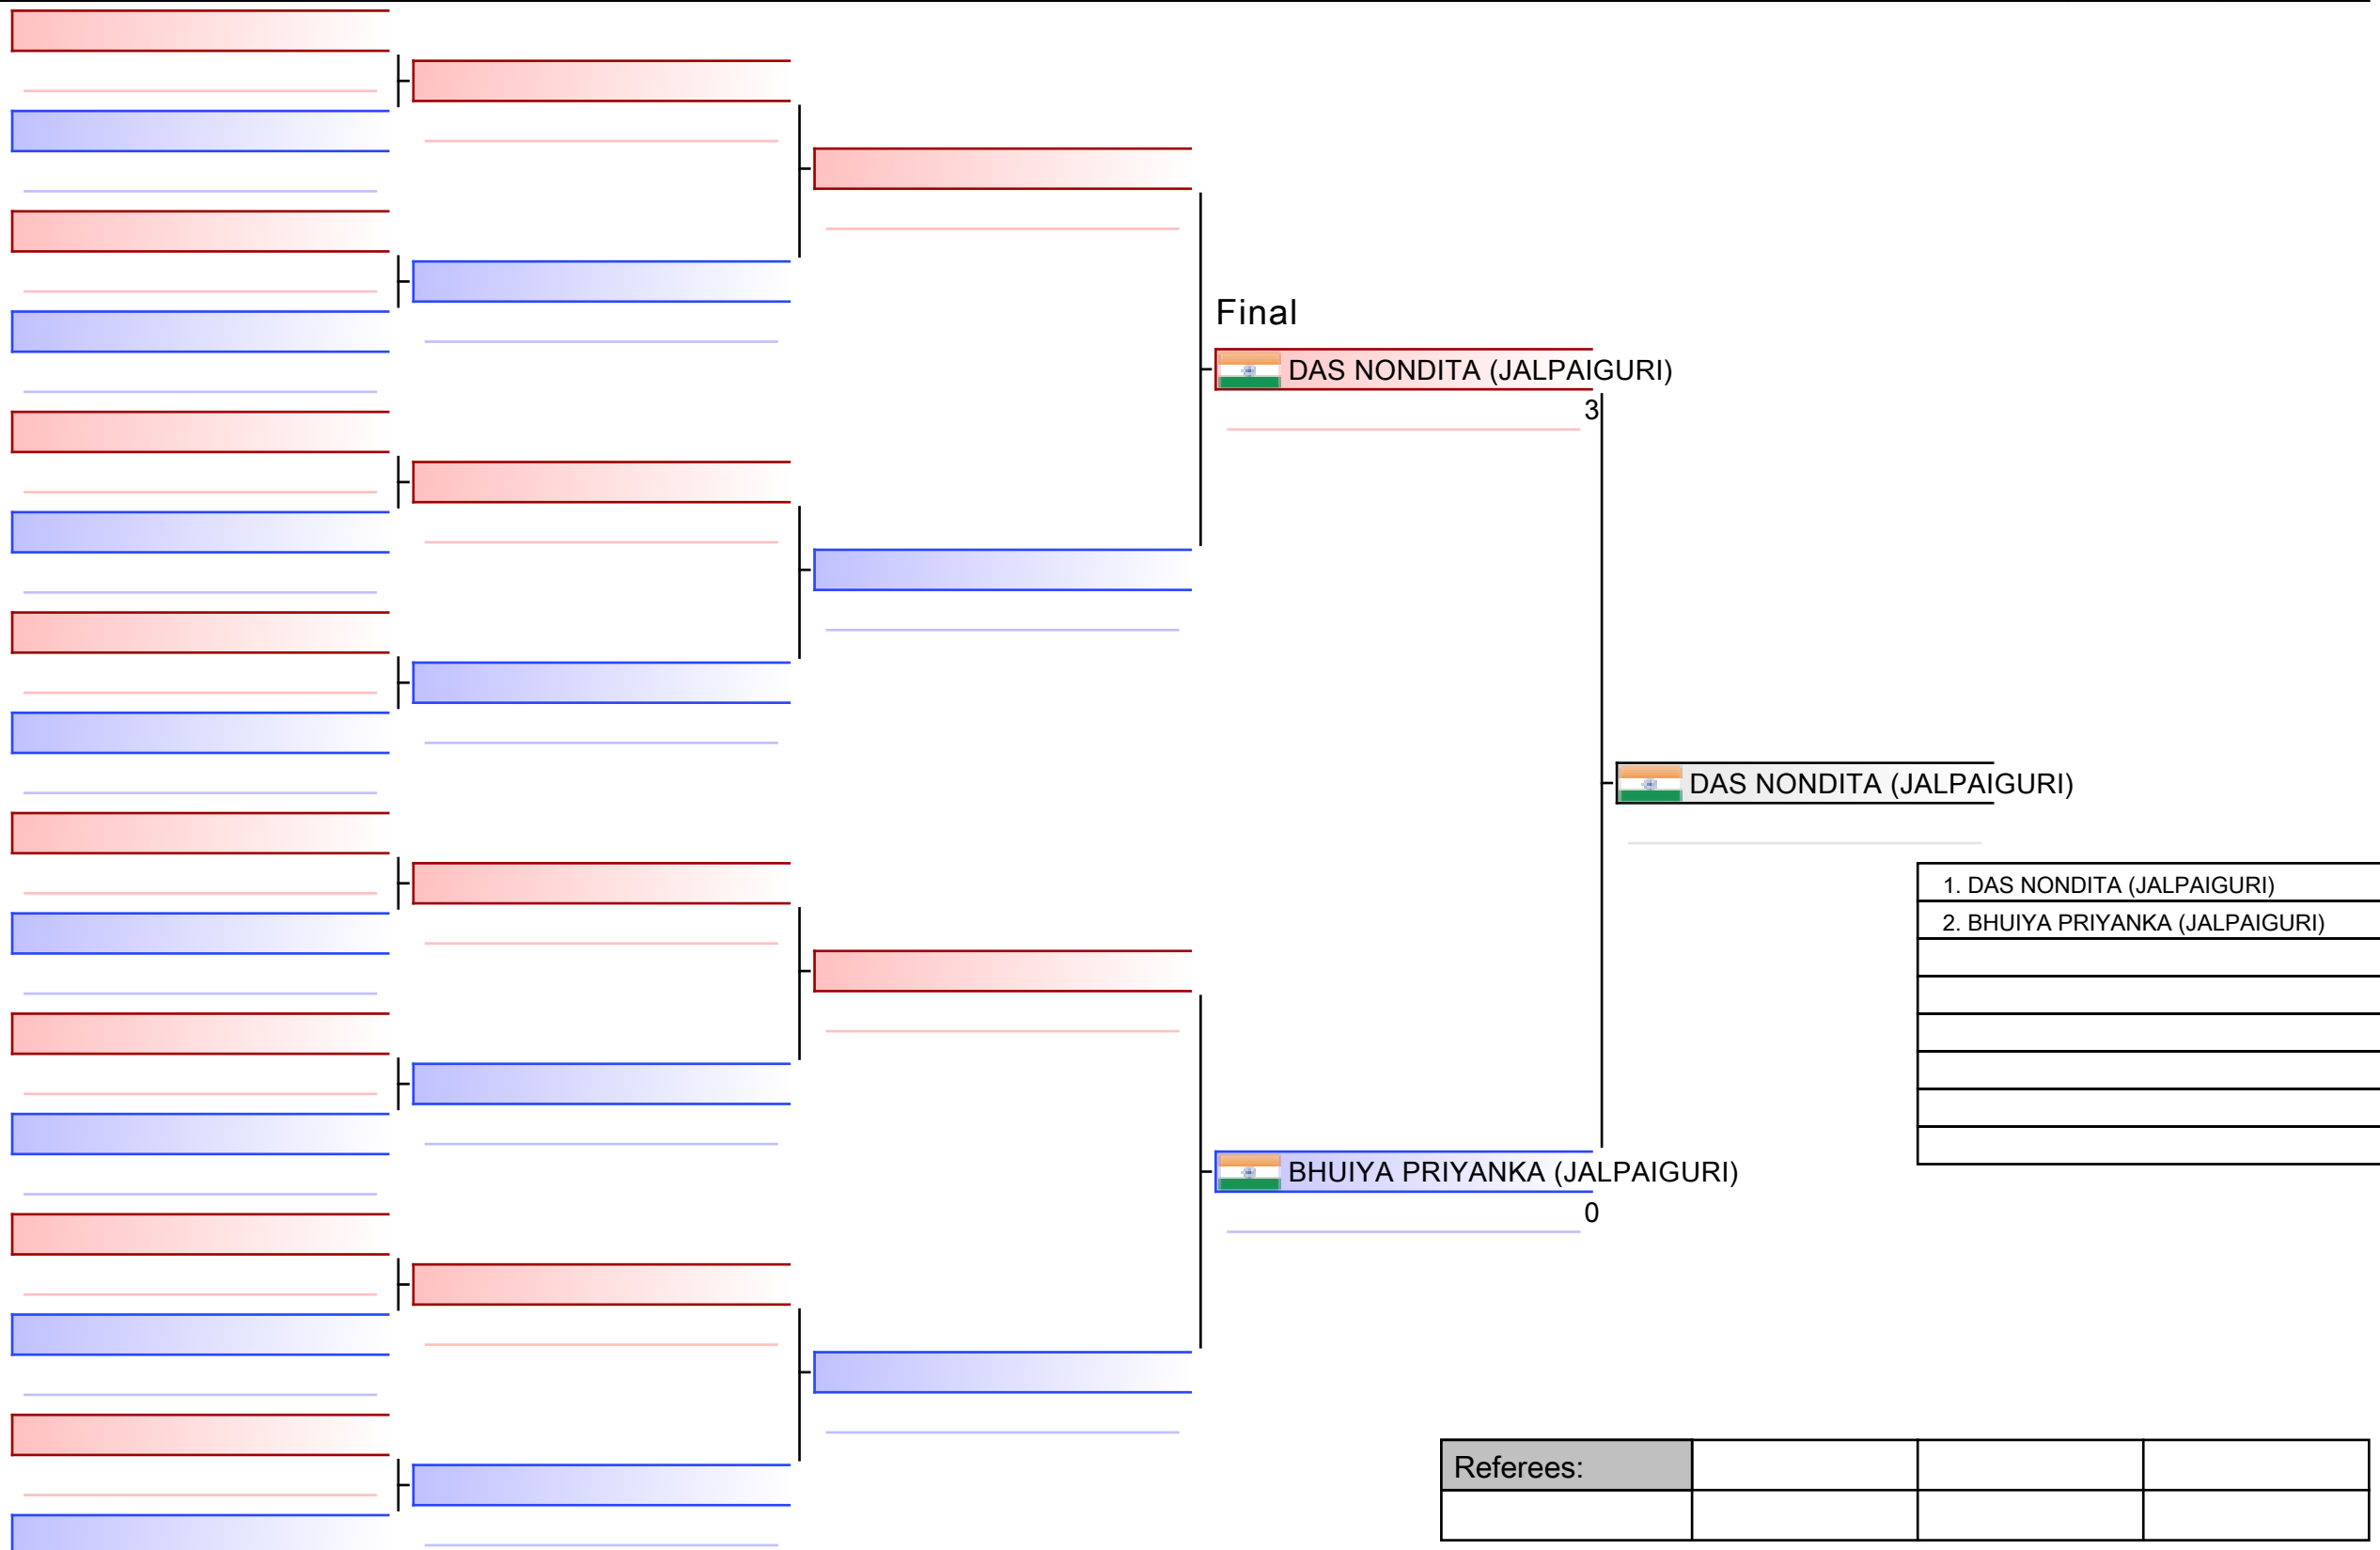 Final
DAS NONDITA (JALPAIGURI)
3
DAS NONDITA (JALPAIGURI)
1. DAS NONDITA (JALPAIGURI)
2. BHUIYA PRIYANKA (JALPAIGURI)
BHUIYA PRIYANKA (JALPAIGURI)
0
Referees: